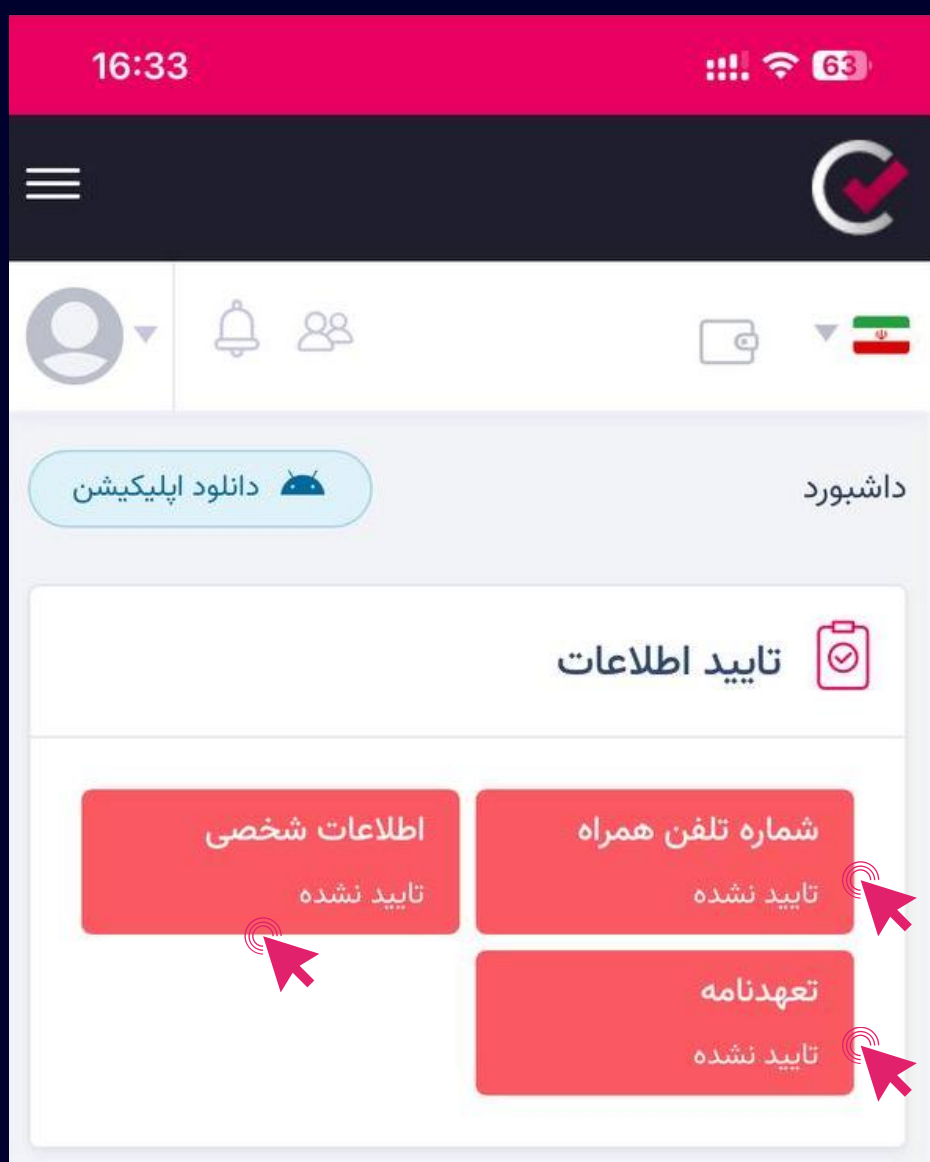 16:33
63
داشبورد
دانلود اپلیکیشن
تایید اطلاعات
شماره تلفن همراه
تایید نشده
اطلاعات شخصی
تایید نشده
تعهدنامه
تایید نشده